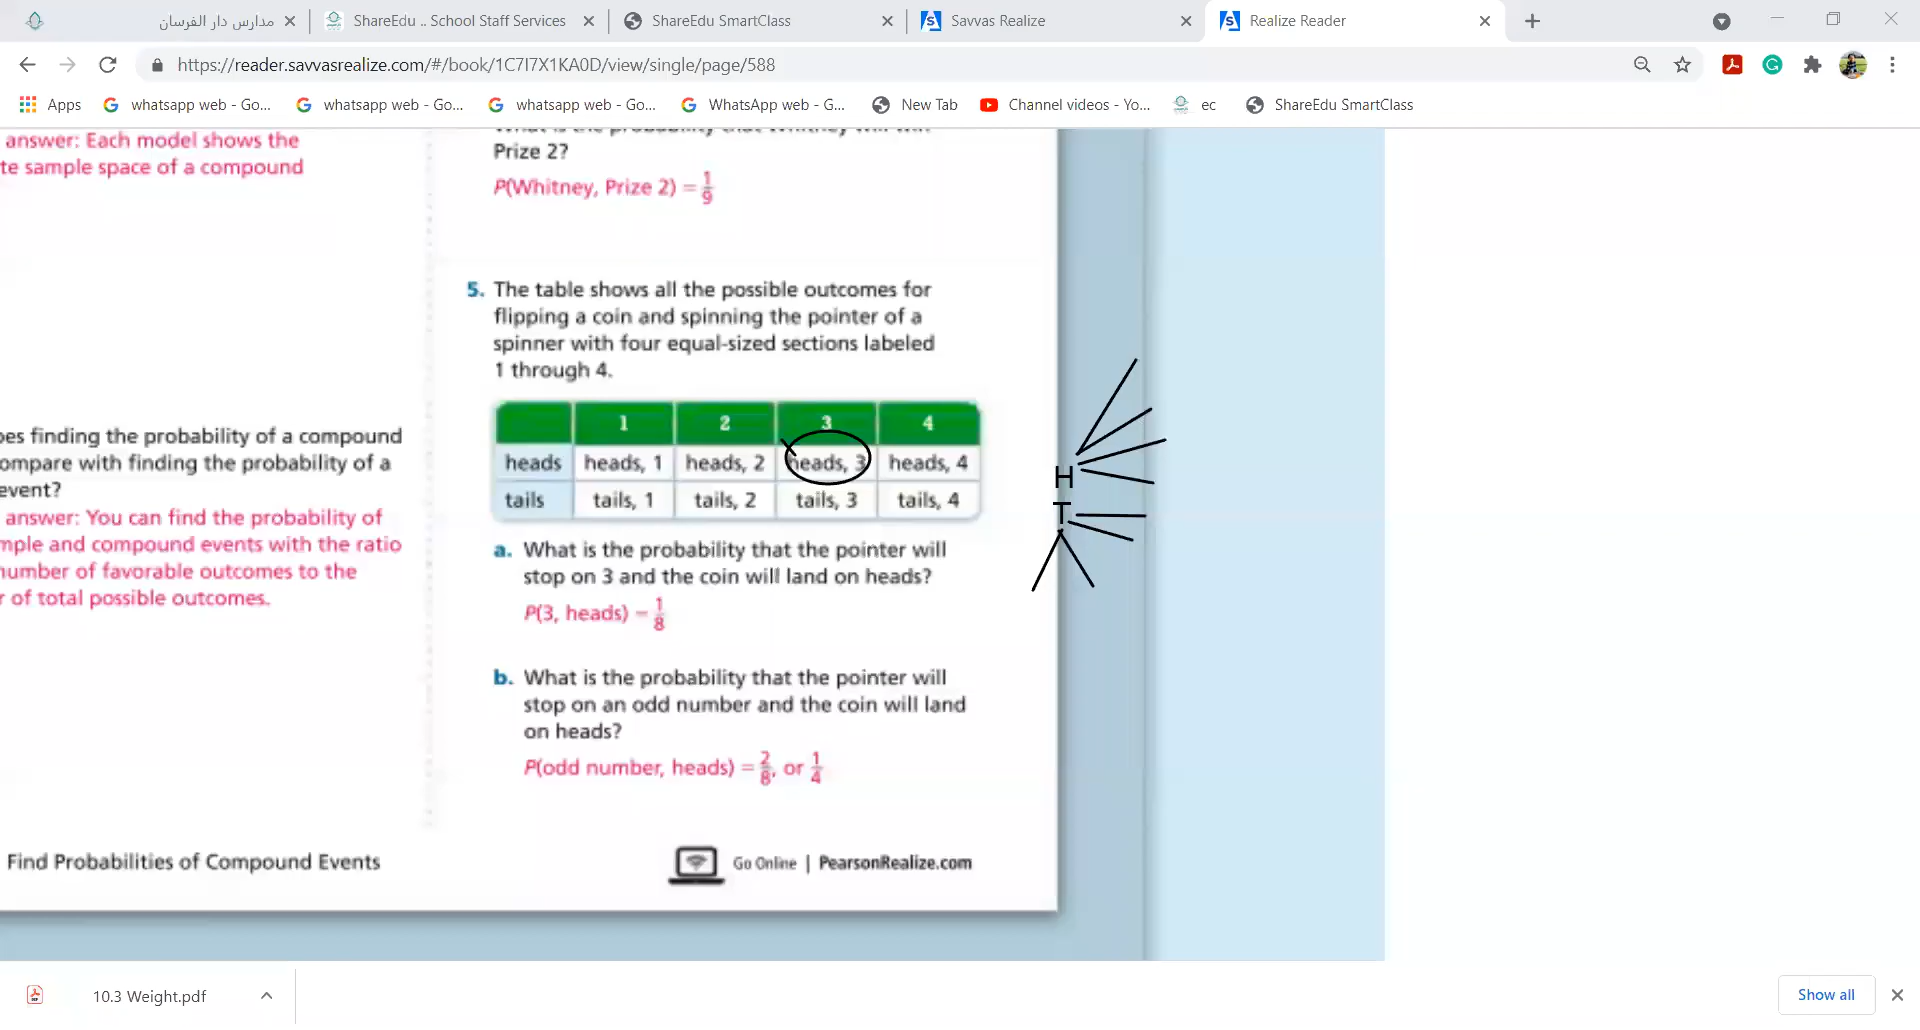 مدارس دار الفرسان
ShareEdu .. School Staff Services
ShareEdu SmartClass
Savvas Realize
Realize Reader
https://reader.savvasrealize.com/#/book/1C7I7X1KA0D/view/single/page/588
Apps
whatsapp web - Go...
whatsapp web - Go...
whatsapp web - Go...
WhatsApp web - G...
New Tab
Channel videos - Yo...
ec
ShareEdu SmartClass
answer: Each model shows the
te sample space of a compound
oes finding the probability of a compound
ompare with finding the probability of a
event?
answer: You can find the probability of
mple and compound events with the ratio
number of favorable outcomes to the
r of total possible outcomes.
What is the probability that Whitney will win
Prize 2?
P(Whitney, Prize 2) = 1/9
5. The table shows all the possible outcomes for
flipping a coin and spinning the pointer of a
spinner with four equal-sized sections labeled
1 through 4.
1 2 3 4
heads heads, 1 heads, 2 heads, 3 heads, 4
tails tails, 1 tails, 2 tails, 3 tails, 4
H
T
a. What is the probability that the pointer will
stop on 3 and the coin will land on heads?
P(3, heads) = 1/8
b. What is the probability that the pointer will
stop on an odd number and the coin will land
on heads?
P(odd number, heads) = 2/8, or 1/4
Find Probabilities of Compound Events
Go Online | PearsonRealize.com
10.3 Weight.pdf
Show all